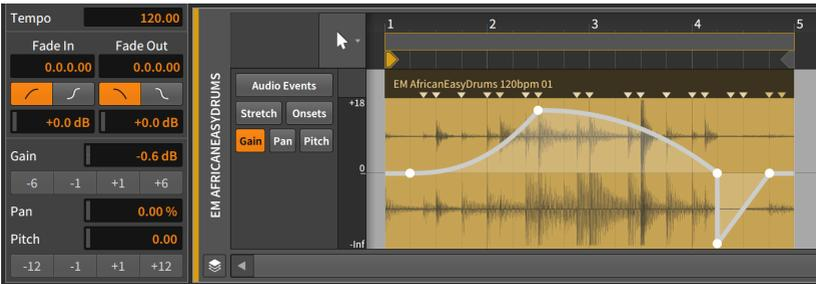 Tempo 120.00
Fade In Fade Out
0.0.0.00 0.0.0.00
+0.0 dB +0.0 dB
Gain -0.6 dB
-6 -1 +1 +6
Pan 0.00 %
Pitch 0.00
-12 -1 +1 +12
EM AFRICANEASYDRUMS
Audio Events
Stretch Onsets
Gain Pan Pitch
1 2 3 4 5
EM AfricanEasyDrums 120bpm 01
+18
0
-Inf